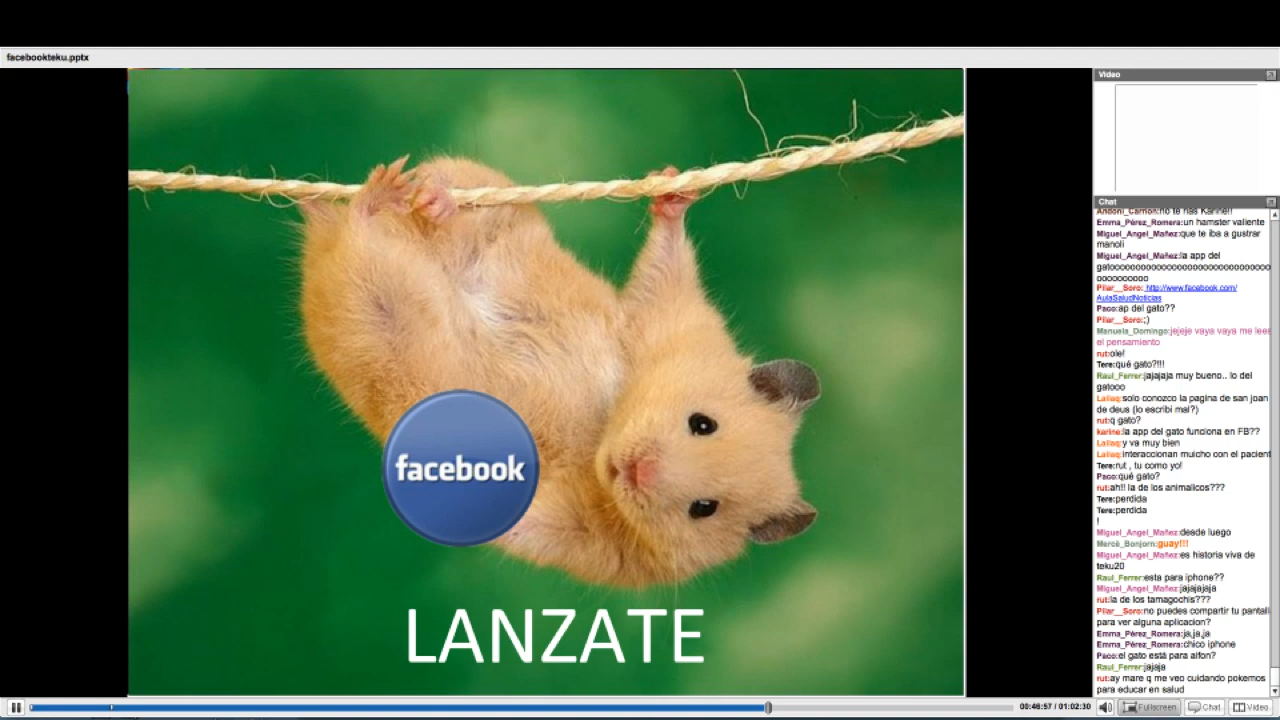 facebookteku.pptx
Video
facebook
LANZATE
Chat
Andoni_Carrion:no te rias Karine!!
Emma_Pérez_Romera:un hamster valiente
Miguel_Angel_Mañez:que te iba a gustrar
manoli
Miguel_Angel_Mañez:la app del
Pilar__Soro: http://www.facebook.com/
AulaSaludNoticias
Paco:ap del gato??
Pilar__Soro:;)
Manuela_Domingo:jejeje vaya vaya me leei
el pensamiento
rut:ole!
Tere:qué gato?!!!
Raul_Ferrer:jajajaja muy bueno.. lo del
gatooo
Lailaq:solo conozco la pagina de san joan
de deus (lo escribi mal?)
rut:q gato?
karine:la app del gato funciona en FB??
Lailaq:y va muy bien
Lailaq:interaccionan muicho con el pacient
Tere:rut , tu como yo!
Paco:qué gato?
rut:ah!! la de los animalicos???
Tere:perdida
Tere:perdida
!
Miguel_Angel_Mañez:desde luego
Mercè_Bonjorn:guay!!!
Miguel_Angel_Mañez:es historia viva de
teku20
Raul_Ferrer:esta para iphone??
Miguel_Angel_Mañez:jajajajaja
rut:la de los tamagochis???
Pilar__Soro:no puedes compartir tu pantall
para ver alguna aplicacion?
Emma_Pérez_Romera:ja,ja,ja
Emma_Pérez_Romera:chico iphone
Paco:el gato está para aifon?
Raul_Ferrer:jajaja
rut:ay mare q me veo cuidando pokemos
para educar en salud
00:46:57 / 01:02:30
Fullscreen
Chat
Video